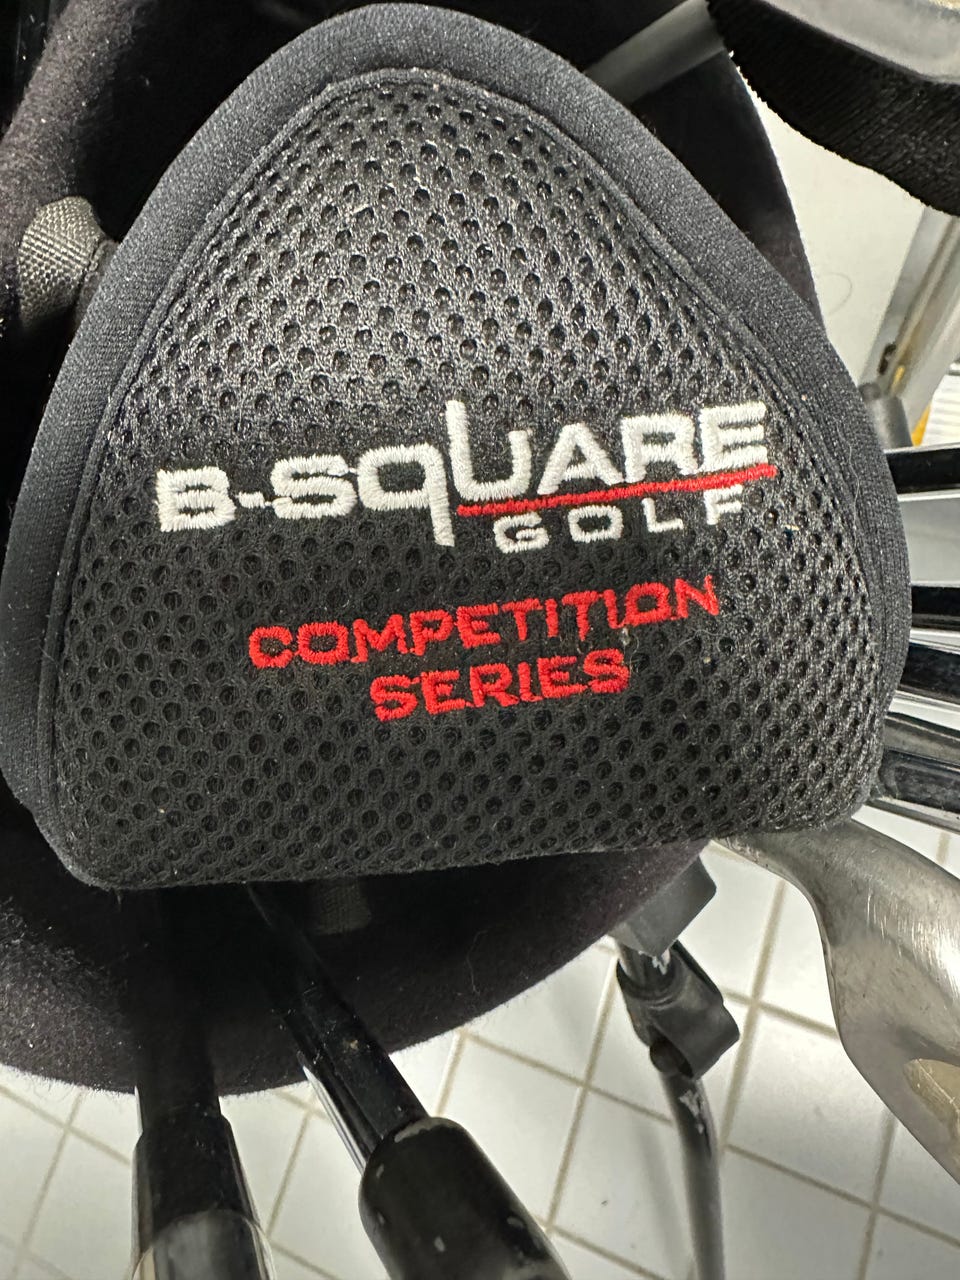 B-SQUARE
GOLF
COMPETITION
SERIES